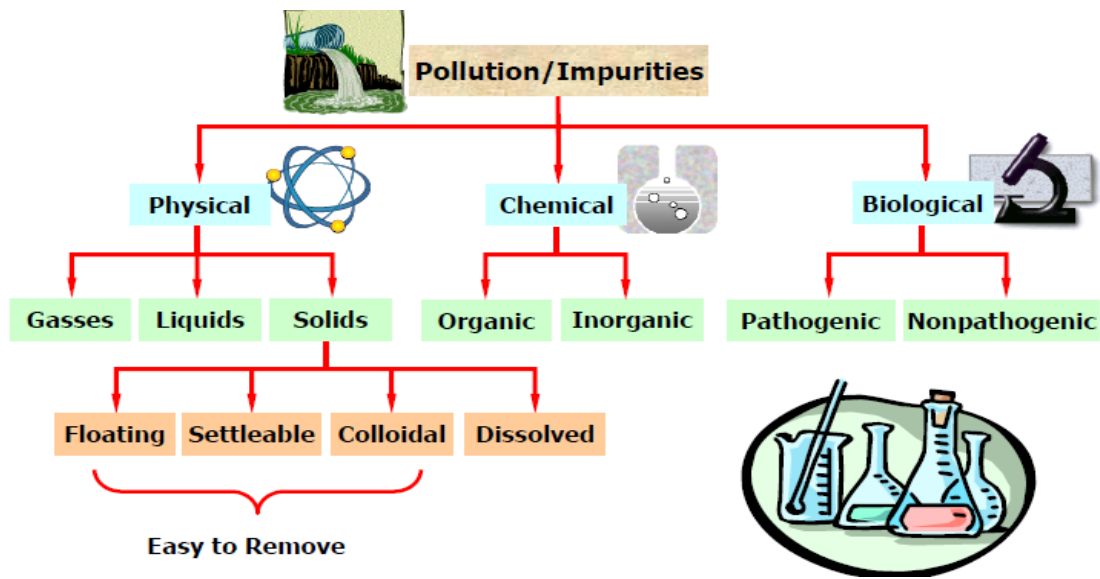 Pollution/Impurities
Physical
Chemical
Biological
Gasses
Liquids
Solids
Organic
Inorganic
Pathogenic
Nonpathogenic
Floating
Settleable
Colloidal
Dissolved
Easy to Remove